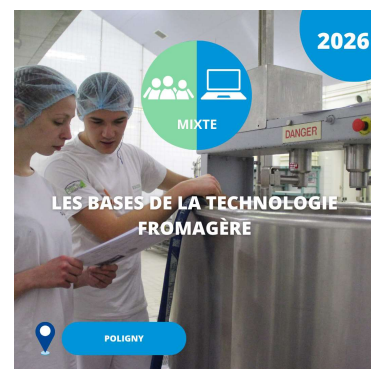 2026
MIXTE
DANGER
LES BASES DE LA TECHNOLOGIE
FROMAGÈRE
POLIGNY